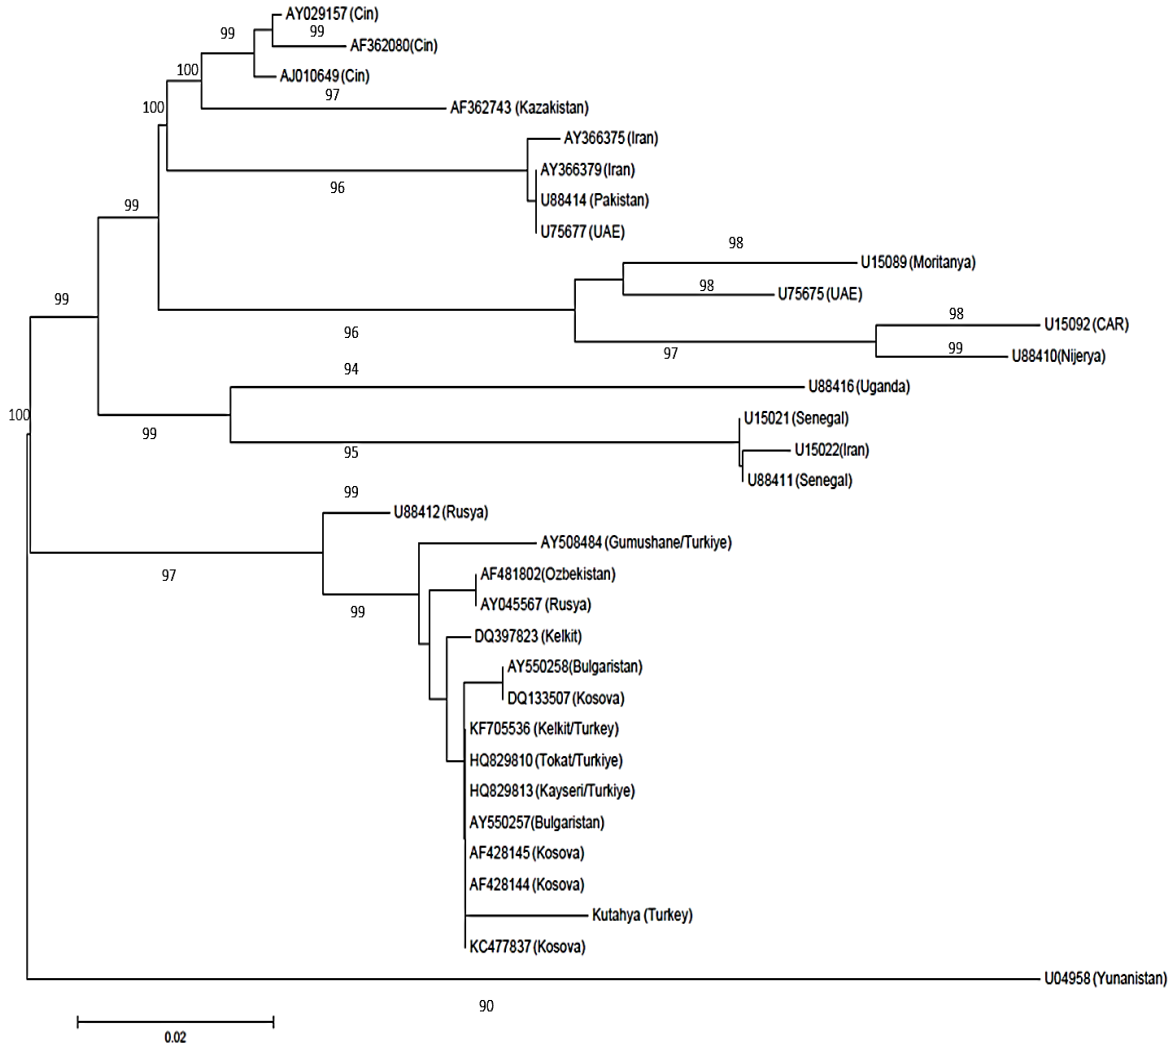 AY029157 (Cin)
99
99
AF362080(Cin)
100
AJ010649 (Cin)
97
100
AF362743 (Kazakistan)
AY366375 (Iran)
AY366379 (Iran)
96
U88414 (Pakistan)
99
U75677 (UAE)
98
U15089 (Moritanya)
98
U75675 (UAE)
99
98
U15092 (CAR)
96
99
97
U88410(Nijerya)
94
U88416 (Uganda)
100
U15021 (Senegal)
99
95
U15022(Iran)
U88411 (Senegal)
99
U88412 (Rusya)
AY508484 (Gumushane/Turkiye)
97
AF481802(Ozbekistan)
AY045567 (Rusya)
99
DQ397823 (Kelkit)
AY550258(Bulgaristan)
DQ133507 (Kosova)
KF705536 (Kelkit/Turkey)
HQ829810 (Tokat/Turkiye)
HQ829813 (Kayseri/Turkiye)
AY550257(Bulgaristan)
AF428145 (Kosova)
AF428144 (Kosova)
Kutahya (Turkey)
KC477837 (Kosova)
U04958 (Yunanistan)
90
0.02